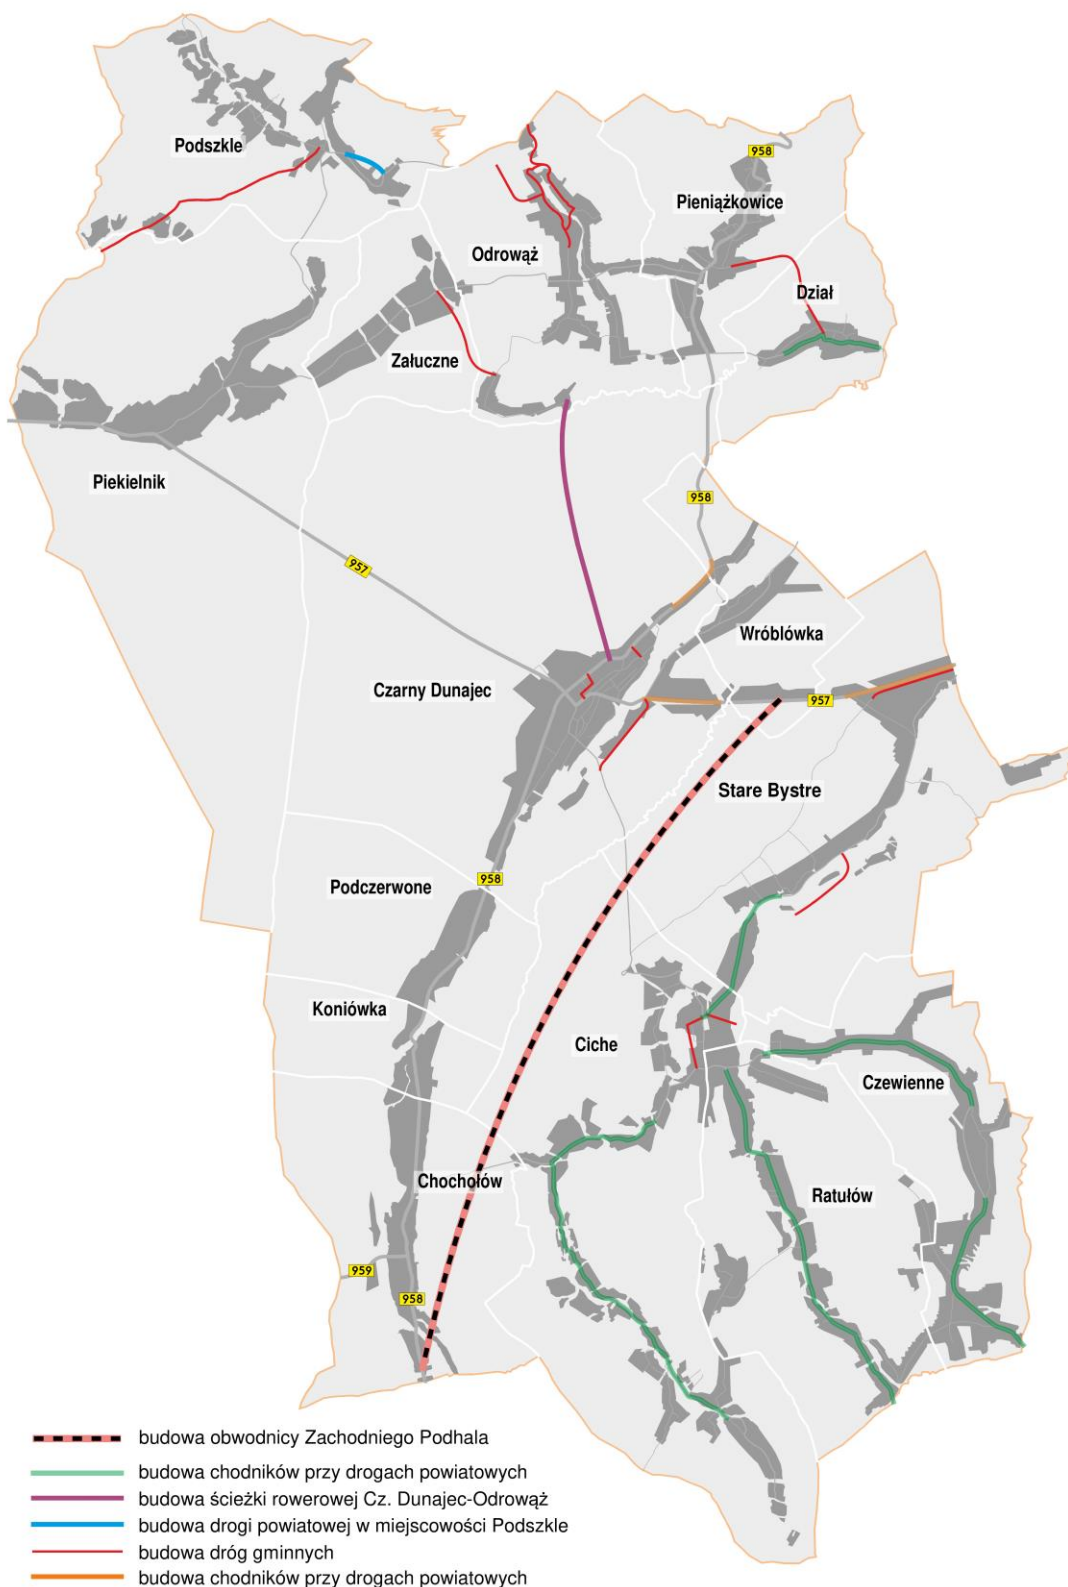 958
Podszkle
Pieniążkowice
Odrowąż
Dział
Załuczne
Piekielnik
958
957
Wróblówka
Czarny Dunajec
957
Stare Bystre
958
Podczerwone
Koniówka
Ciche
Czewienne
Chochołów
Ratułów
959
958
budowa obwodnicy Zachodniego Podhala
budowa chodników przy drogach powiatowych
budowa ścieżki rowerowej Cz. Dunajec-Odrowąż
budowa drogi powiatowej w miejscowości Podszkle
budowa dróg gminnych
budowa chodników przy drogach powiatowych